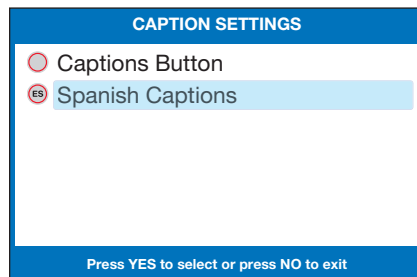 CAPTION SETTINGS
Captions Button
ES Spanish Captions
Press YES to select or press NO to exit